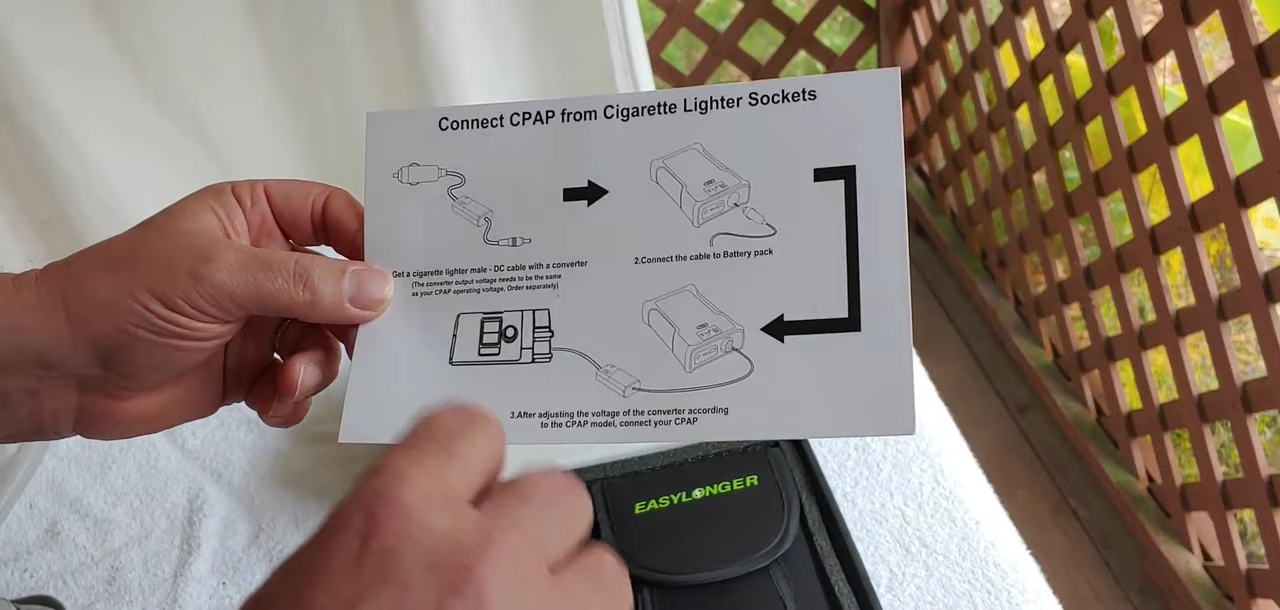 Connect CPAP from Cigarette Lighter Sockets
Get a cigarette lighter male - DC cable with a converter
(The converter output voltage needs to be the same
as your CPAP operating voltage, Order separately)
2.Connect the cable to Battery pack
3.After adjusting the voltage of the converter according
to the CPAP model, connect your CPAP
EASYLONGER